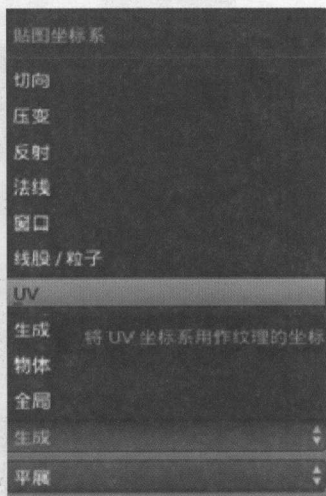 贴图坐标系
切向
压变
反射
法线
窗口
线股 / 粒子
UV
生成
将 UV 坐标系用作纹理的坐标
物体
全局
生成
平展